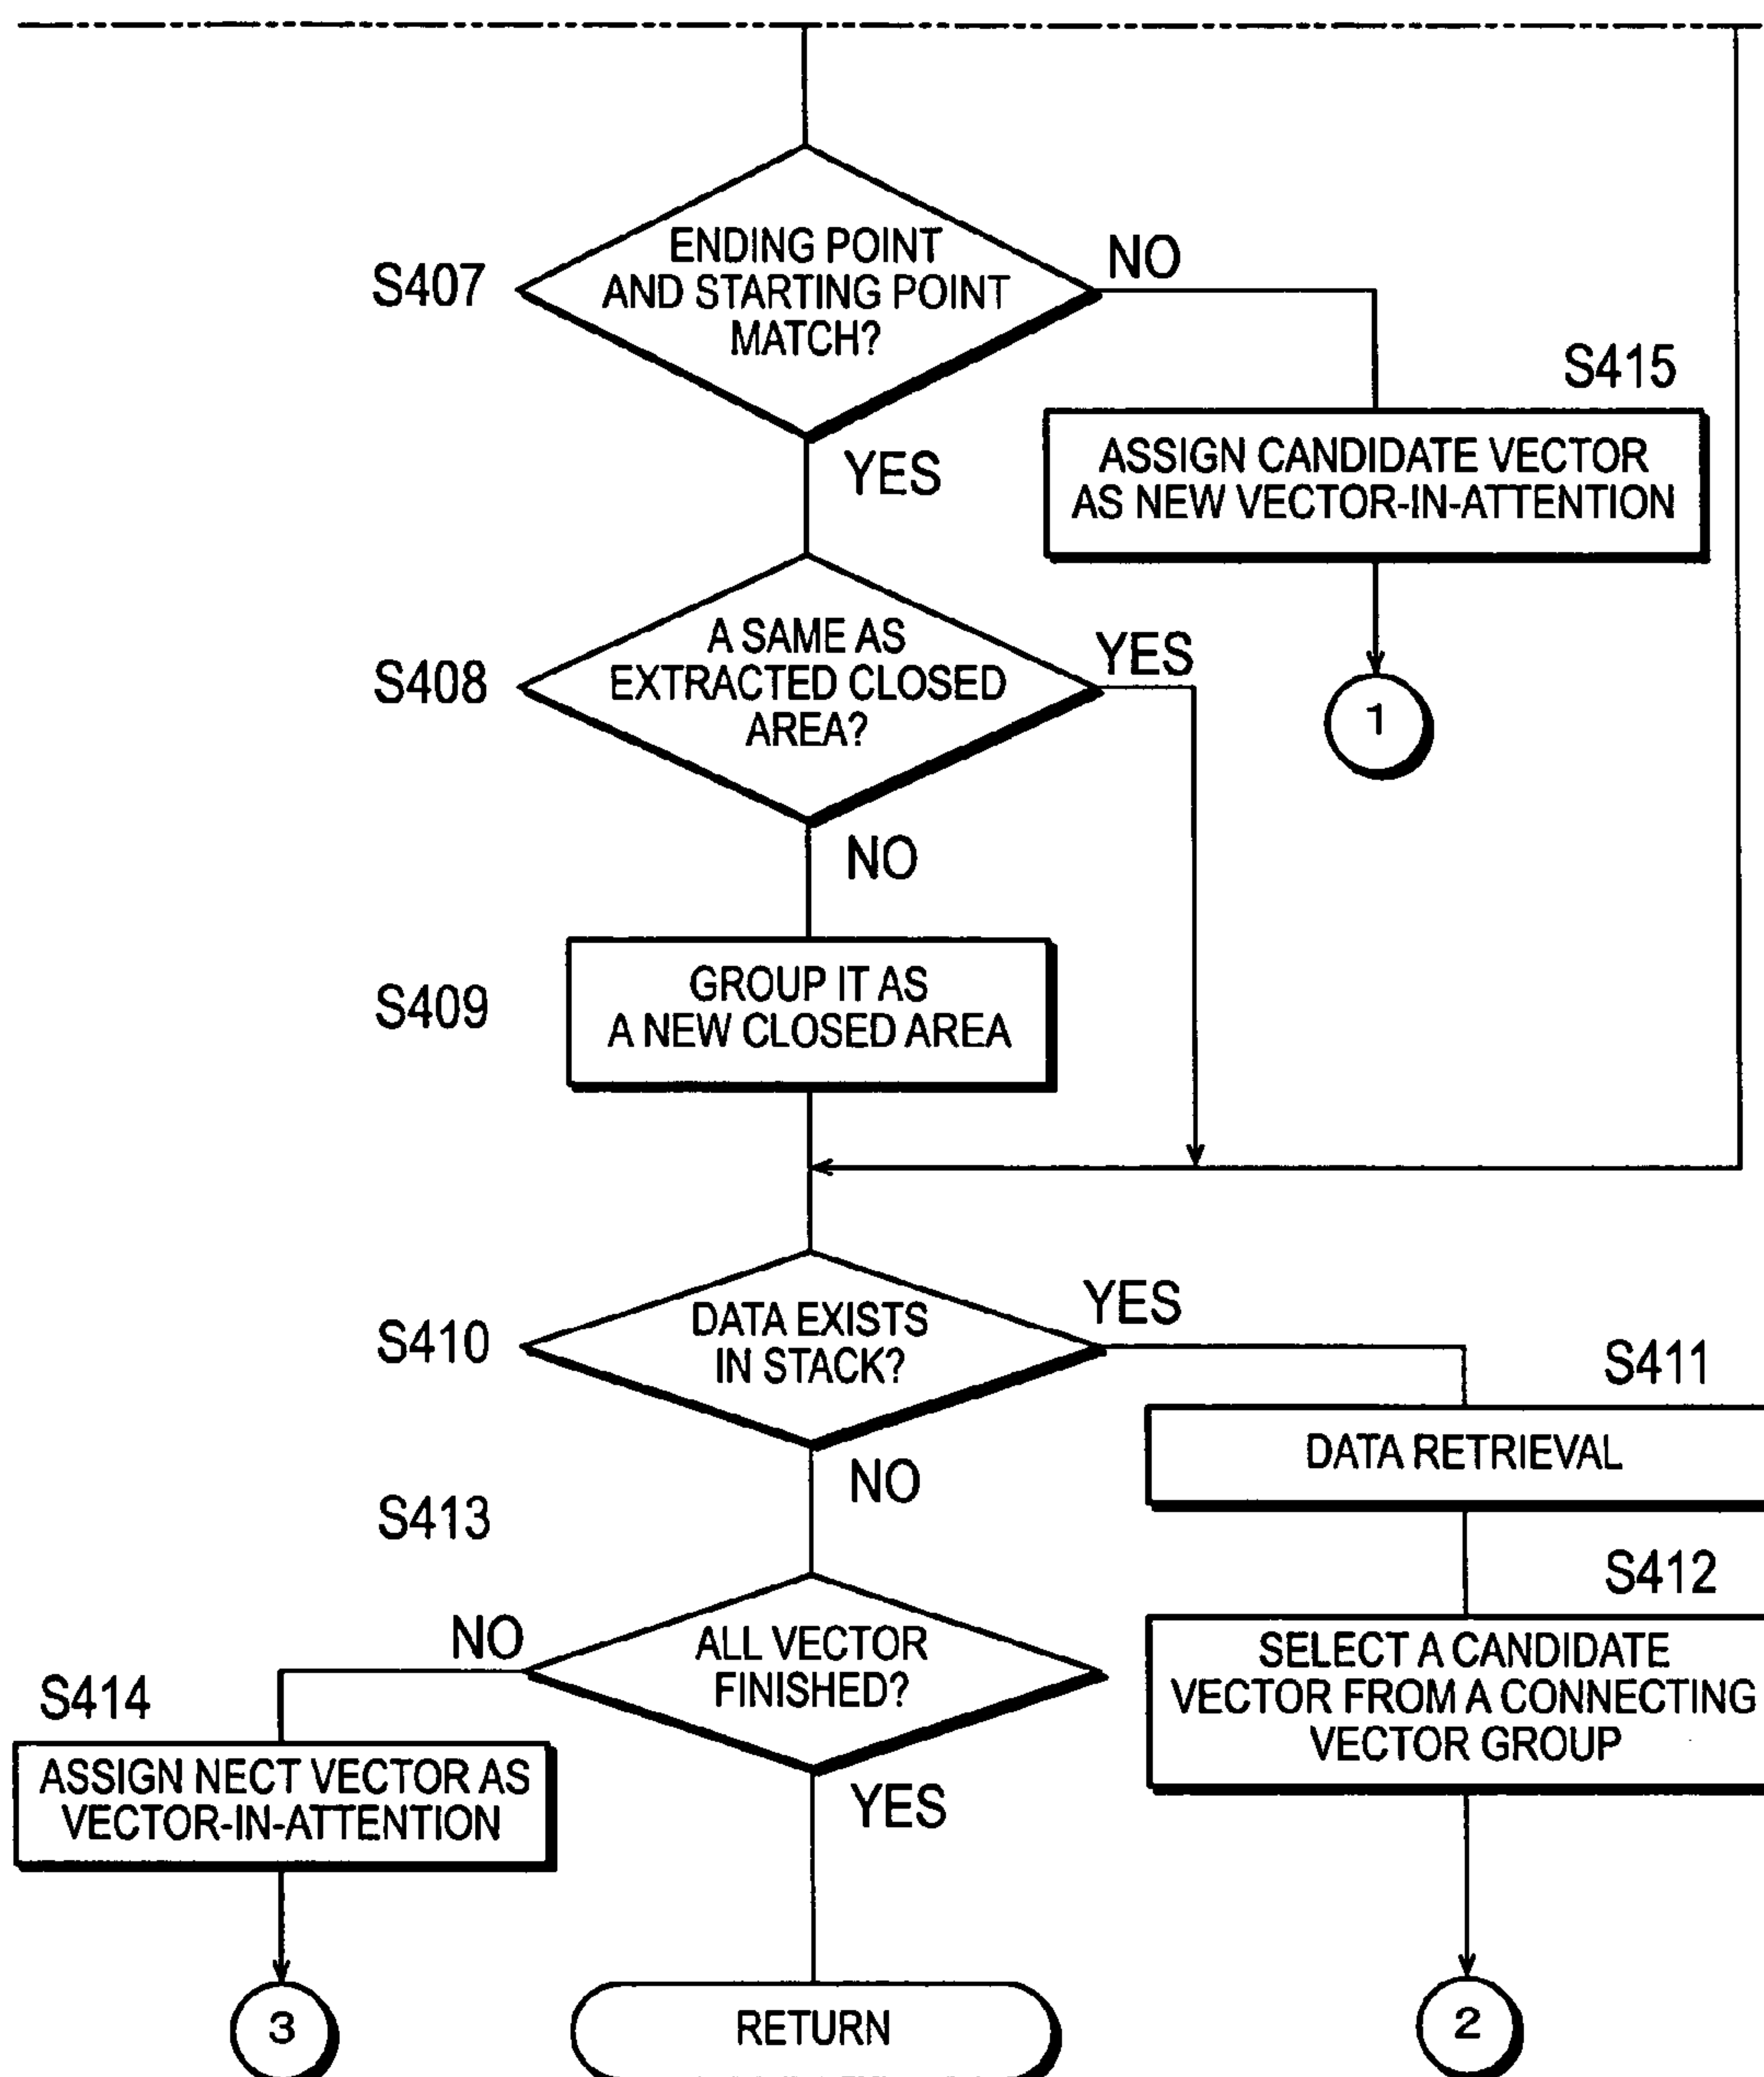 S407
ENDING POINT
AND STARTING POINT
MATCH?
NO
YES
S415
ASSIGN CANDIDATE VECTOR
AS NEW VECTOR-IN-ATTENTION
1
S408
A SAME AS
EXTRACTED CLOSED
AREA?
YES
NO
S409
GROUP IT AS
A NEW CLOSED AREA
S410
DATA EXISTS
IN STACK?
YES
NO
S411
DATA RETRIEVAL
S412
SELECT A CANDIDATE
VECTOR FROM A CONNECTING
VECTOR GROUP
2
S413
ALL VECTOR
FINISHED?
NO
YES
S414
ASSIGN NECT VECTOR AS
VECTOR-IN-ATTENTION
3
RETURN